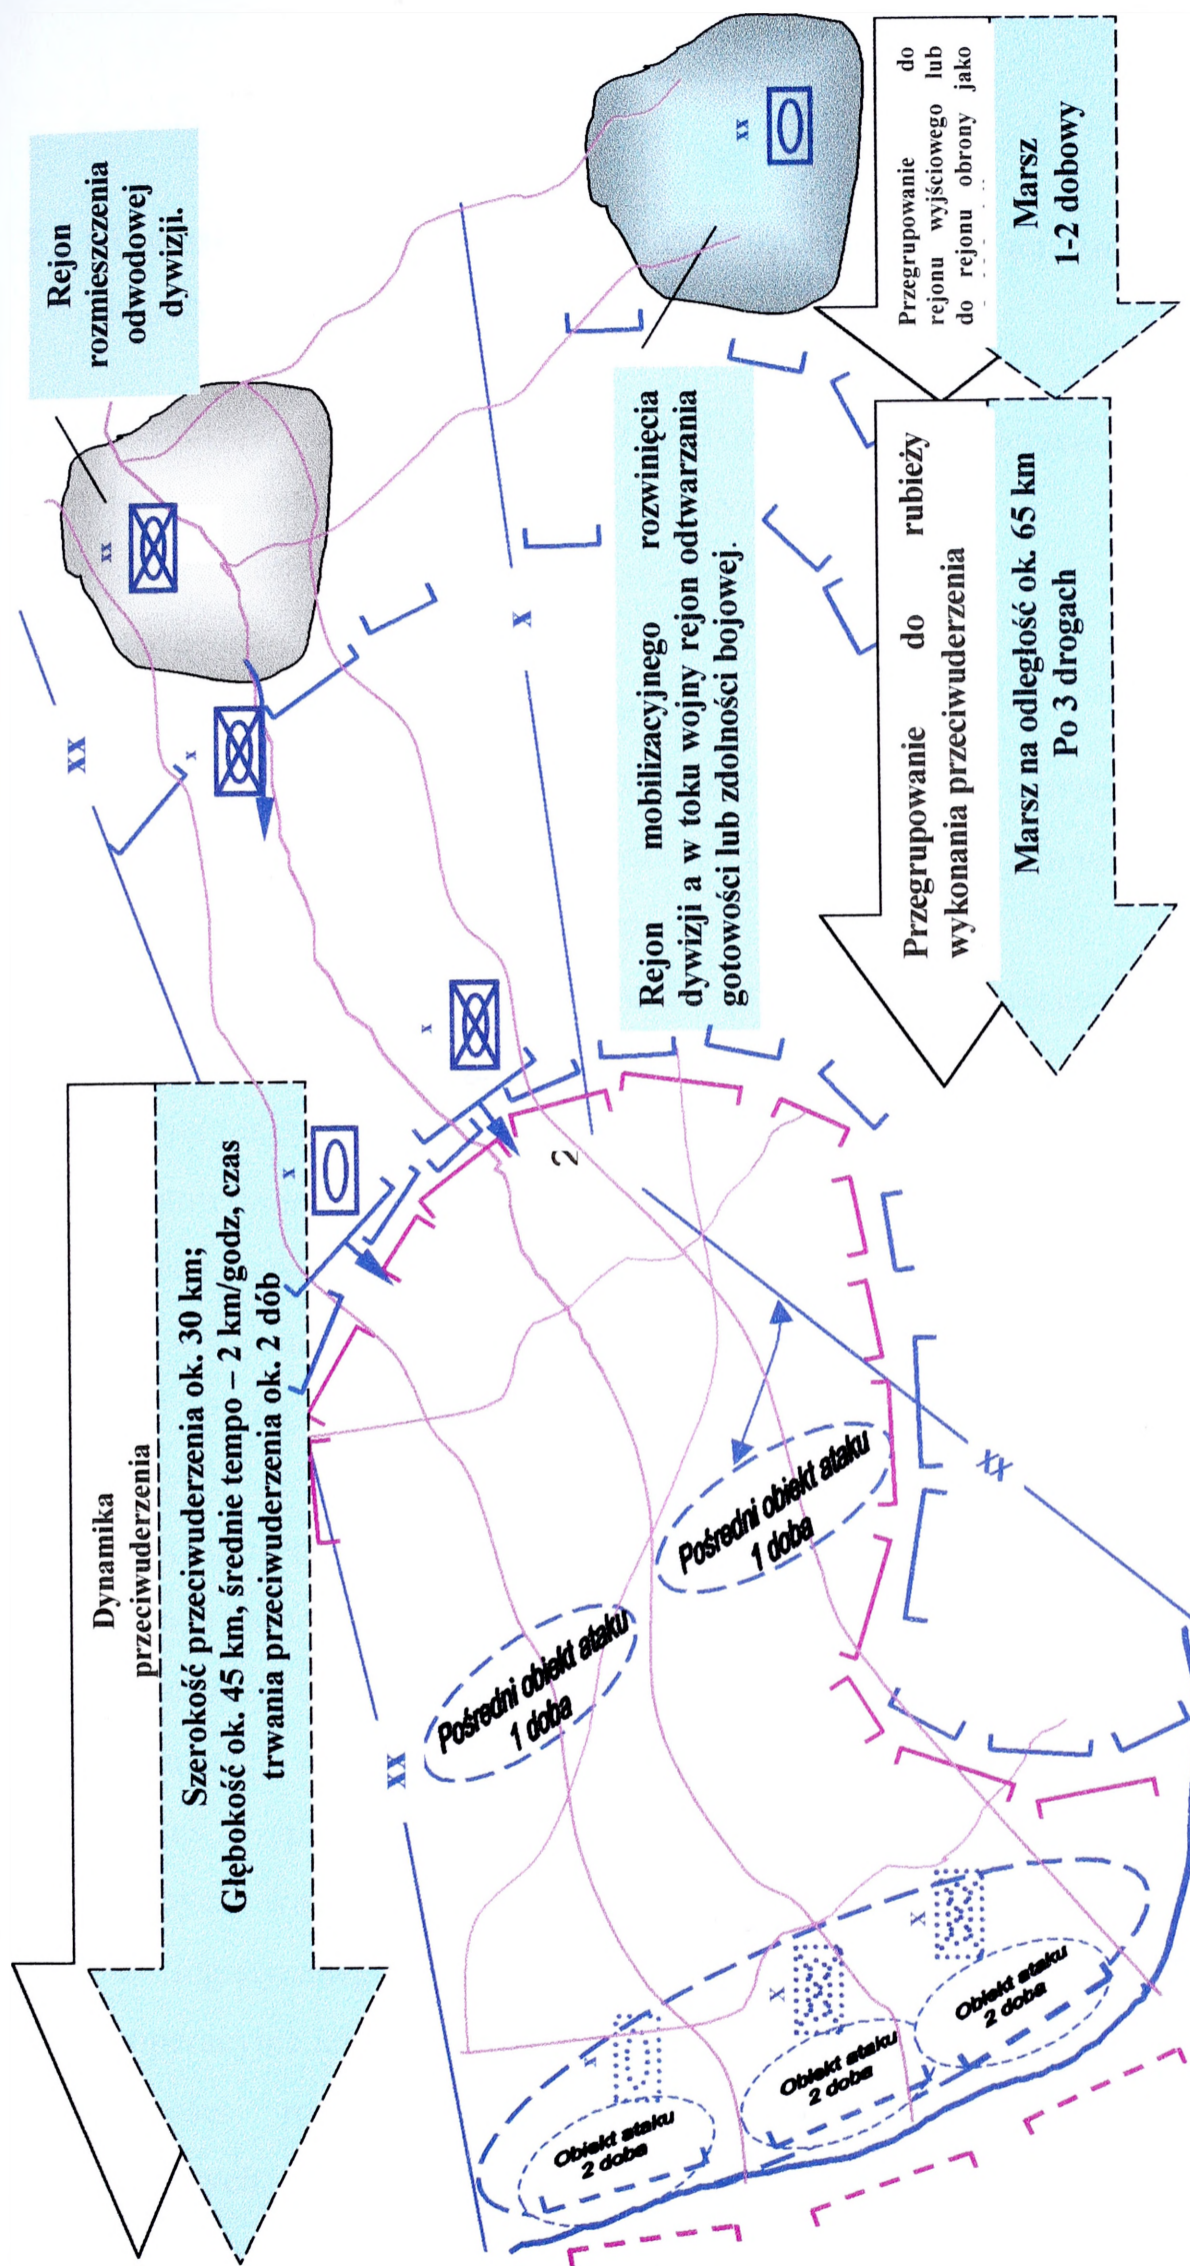 Dynamika
przeciwuderzenia
Szerokość przeciwuderzenia ok. 30 km;
Głębokość ok. 45 km, średnie tempo – 2 km/godz, czas
trwania przeciwuderzenia ok. 2 dób
Rejon
rozmieszczenia
odwodowej
dywizji.
XX
xx
x
x
x
X
2
xx
Rejon mobilizacyjnego rozwinięcia
dywizji a w toku wojny rejon odtwarzania
gotowości lub zdolności bojowej.
XX
XX
Pośredni obiekt ataku
1 doba
Pośredni obiekt ataku
1 doba
x
X
X
Obiekt ataku
2 doba
Obiekt ataku
2 doba
Obiekt ataku
2 doba
Przegrupowanie do rubieży
wykonania przeciwuderzenia
Marsz na odległość ok. 65 km
Po 3 drogach
Przegrupowanie do
rejonu wyjściowego lub
do rejonu obrony jako
Marsz
1-2 dobowy